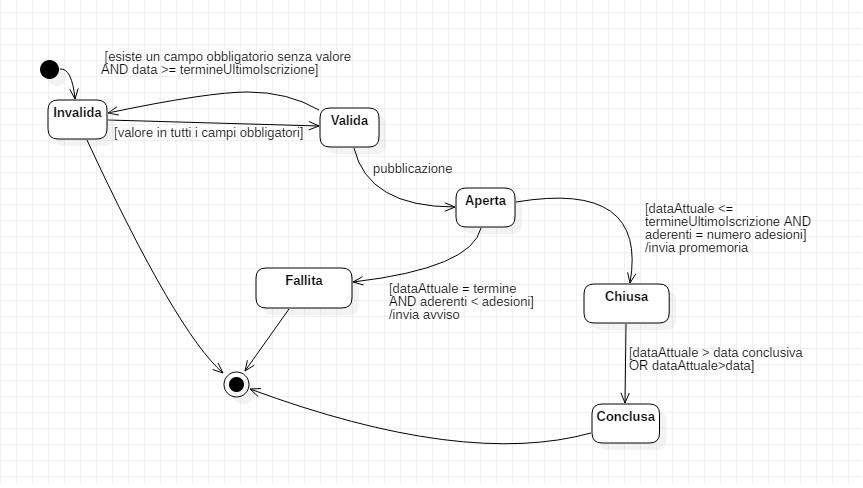 [esiste un campo obbligatorio senza valore
AND data >= termineUltimoIscrizione]
Invalida
Valida
[valore in tutti i campi obbligatori]
pubblicazione
Aperta
[dataAttuale <=
termineUltimoIscrizione AND
aderenti = numero adesioni]
/invia promemoria
Fallita
[dataAttuale = termine
AND aderenti < adesioni]
/invia avviso
Chiusa
[dataAttuale > data conclusiva
OR dataAttuale>data]
Conclusa